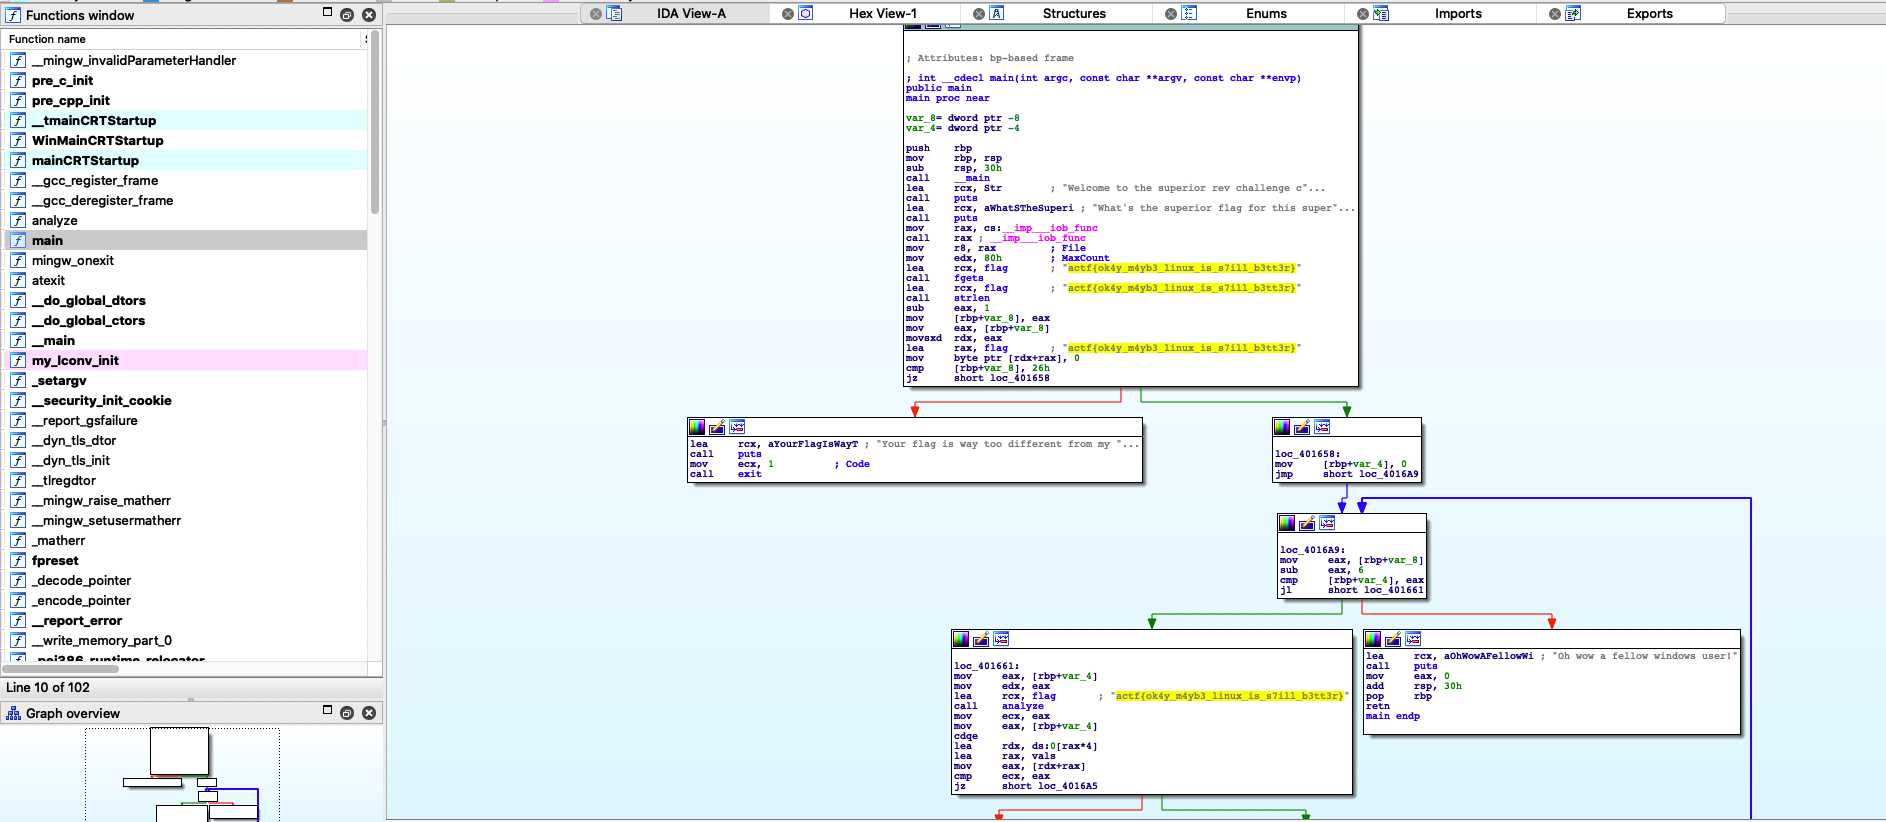 Functions window
IDA View-A
Hex View-1
Structures
Enums
Imports
Exports
Function name
__mingw_invalidParameterHandler
pre_c_init
pre_cpp_init
__tmainCRTStartup
WinMainCRTStartup
mainCRTStartup
__gcc_register_frame
__gcc_deregister_frame
analyze
main
mingw_onexit
atexit
__do_global_dtors
__do_global_ctors
__main
my_lconv_init
_setargv
__security_init_cookie
__report_gsfailure
__dyn_tls_dtor
__dyn_tls_init
__tlregdtor
__mingw_raise_matherr
__mingw_setusermatherr
_matherr
fpreset
_decode_pointer
_encode_pointer
__report_error
__write_memory_part_0
_pei386_runtime_relocator
Line 10 of 102
Graph overview
; Attributes: bp-based frame
; int __cdecl main(int argc, const char **argv, const char **envp)
public main
main proc near
var_8= dword ptr -8
var_4= dword ptr -4
push rbp
mov rbp, rsp
sub rsp, 30h
call __main
lea rcx, Str ; "Welcome to the superior rev challenge c"...
call puts
lea rcx, aWhatSTheSuperi ; "What's the superior flag for this super"...
call puts
mov rax, cs:__imp___iob_func
call rax ; __imp___iob_func
mov r8, rax ; File
mov edx, 80h ; MaxCount
lea rcx, flag ; "actf{ok4y_m4yb3_linux_is_s7ill_b3tt3r}"
call fgets
lea rcx, flag ; "actf{ok4y_m4yb3_linux_is_s7ill_b3tt3r}"
call strlen
sub eax, 1
mov [rbp+var_8], eax
mov eax, [rbp+var_8]
movsxd rdx, eax
lea rax, flag ; "actf{ok4y_m4yb3_linux_is_s7ill_b3tt3r}"
mov byte ptr [rdx+rax], 0
cmp [rbp+var_8], 26h
jz short loc_401658
lea rcx, aYourFlagIsWayT ; "Your flag is way too different from my "...
call puts
mov ecx, 1 ; Code
call exit
loc_401658:
mov [rbp+var_4], 0
jmp short loc_4016A9
loc_4016A9:
mov eax, [rbp+var_8]
sub eax, 6
cmp [rbp+var_4], eax
jl short loc_401661
loc_401661:
mov eax, [rbp+var_4]
mov edx, eax
lea rcx, flag ; "actf{ok4y_m4yb3_linux_is_s7ill_b3tt3r}"
call analyze
mov ecx, eax
mov eax, [rbp+var_4]
cdqe
lea rdx, ds:0[rax*4]
lea rax, vals
mov eax, [rdx+rax]
cmp ecx, eax
jz short loc_4016A5
lea rcx, aOhWowAFellowWi ; "Oh wow a fellow windows user!"
call puts
mov eax, 0
add rsp, 30h
pop rbp
retn
main endp